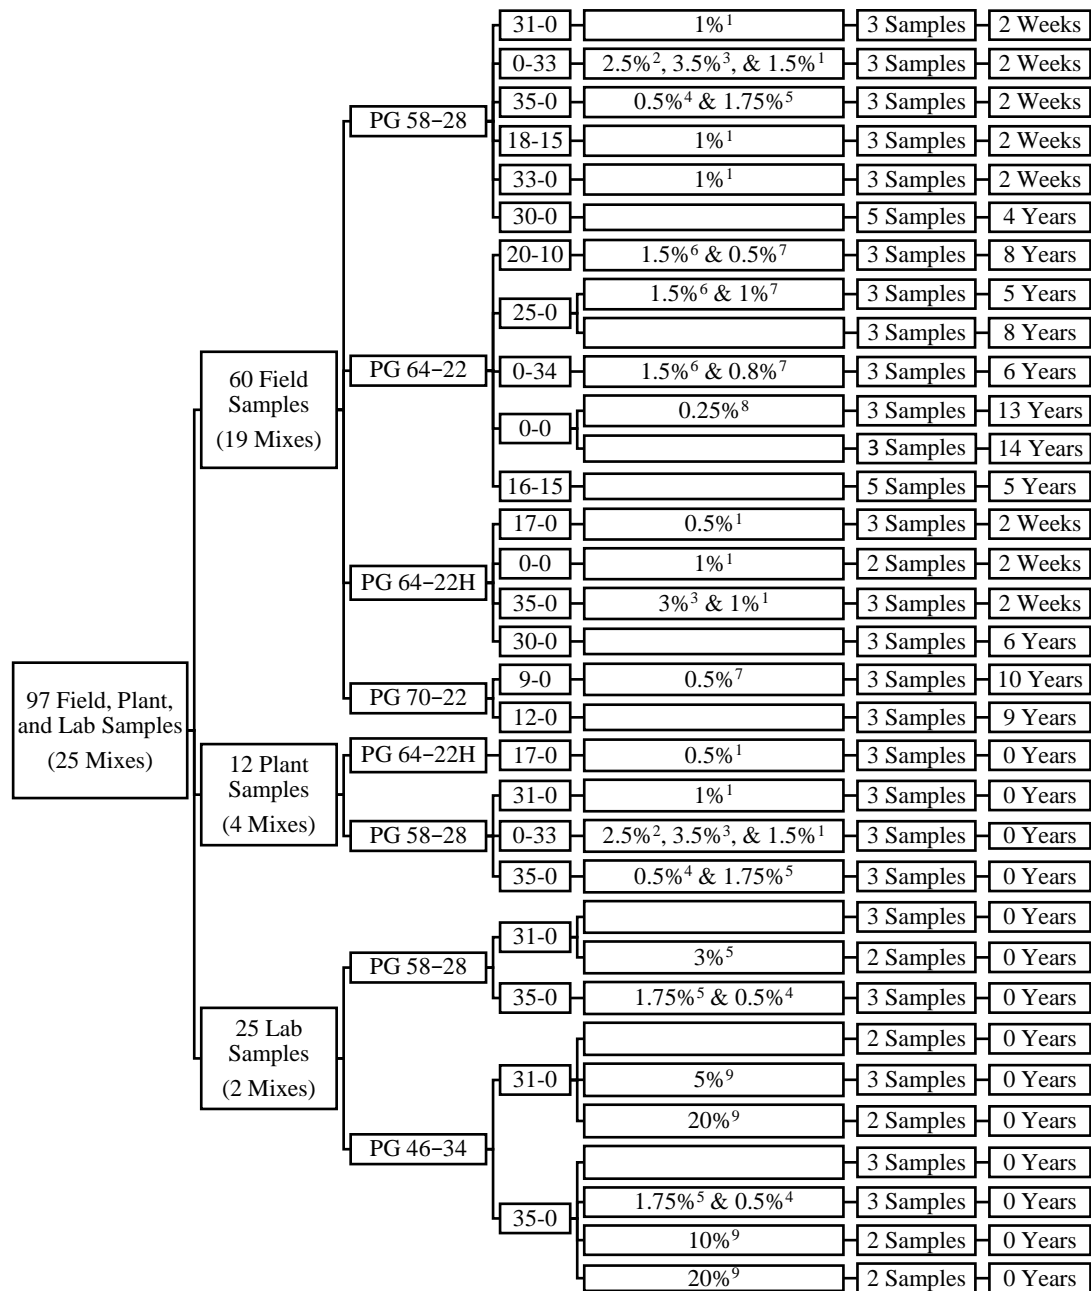 97 Field, Plant,
and Lab Samples
(25 Mixes)
60 Field
Samples
(19 Mixes)
PG 58–28
31-0 1%¹ 3 Samples 2 Weeks
0-33 2.5%², 3.5%³, & 1.5%¹ 3 Samples 2 Weeks
35-0 0.5%⁴ & 1.75%⁵ 3 Samples 2 Weeks
18-15 1%¹ 3 Samples 2 Weeks
33-0 1%¹ 3 Samples 2 Weeks
30-0 5 Samples 4 Years
PG 64–22
20-10 1.5%⁶ & 0.5%⁷ 3 Samples 8 Years
25-0 1.5%⁶ & 1%⁷ 3 Samples 5 Years
3 Samples 8 Years
0-34 1.5%⁶ & 0.8%⁷ 3 Samples 6 Years
0-0 0.25%⁸ 3 Samples 13 Years
3 Samples 14 Years
16-15 5 Samples 5 Years
PG 64–22H
17-0 0.5%¹ 3 Samples 2 Weeks
0-0 1%¹ 2 Samples 2 Weeks
35-0 3%³ & 1%¹ 3 Samples 2 Weeks
30-0 3 Samples 6 Years
PG 70–22
9-0 0.5%⁷ 3 Samples 10 Years
12-0 3 Samples 9 Years
12 Plant
Samples
(4 Mixes)
PG 64–22H
17-0 0.5%¹ 3 Samples 0 Years
PG 58–28
31-0 1%¹ 3 Samples 0 Years
0-33 2.5%², 3.5%³, & 1.5%¹ 3 Samples 0 Years
35-0 0.5%⁴ & 1.75%⁵ 3 Samples 0 Years
25 Lab
Samples
(2 Mixes)
PG 58–28
31-0 3 Samples 0 Years
3%⁵ 2 Samples 0 Years
35-0 1.75%⁵ & 0.5%⁴ 3 Samples 0 Years
PG 46–34
31-0 2 Samples 0 Years
5%⁹ 3 Samples 0 Years
20%⁹ 2 Samples 0 Years
35-0 3 Samples 0 Years
1.75%⁵ & 0.5%⁴ 3 Samples 0 Years
10%⁹ 2 Samples 0 Years
20%⁹ 2 Samples 0 Years